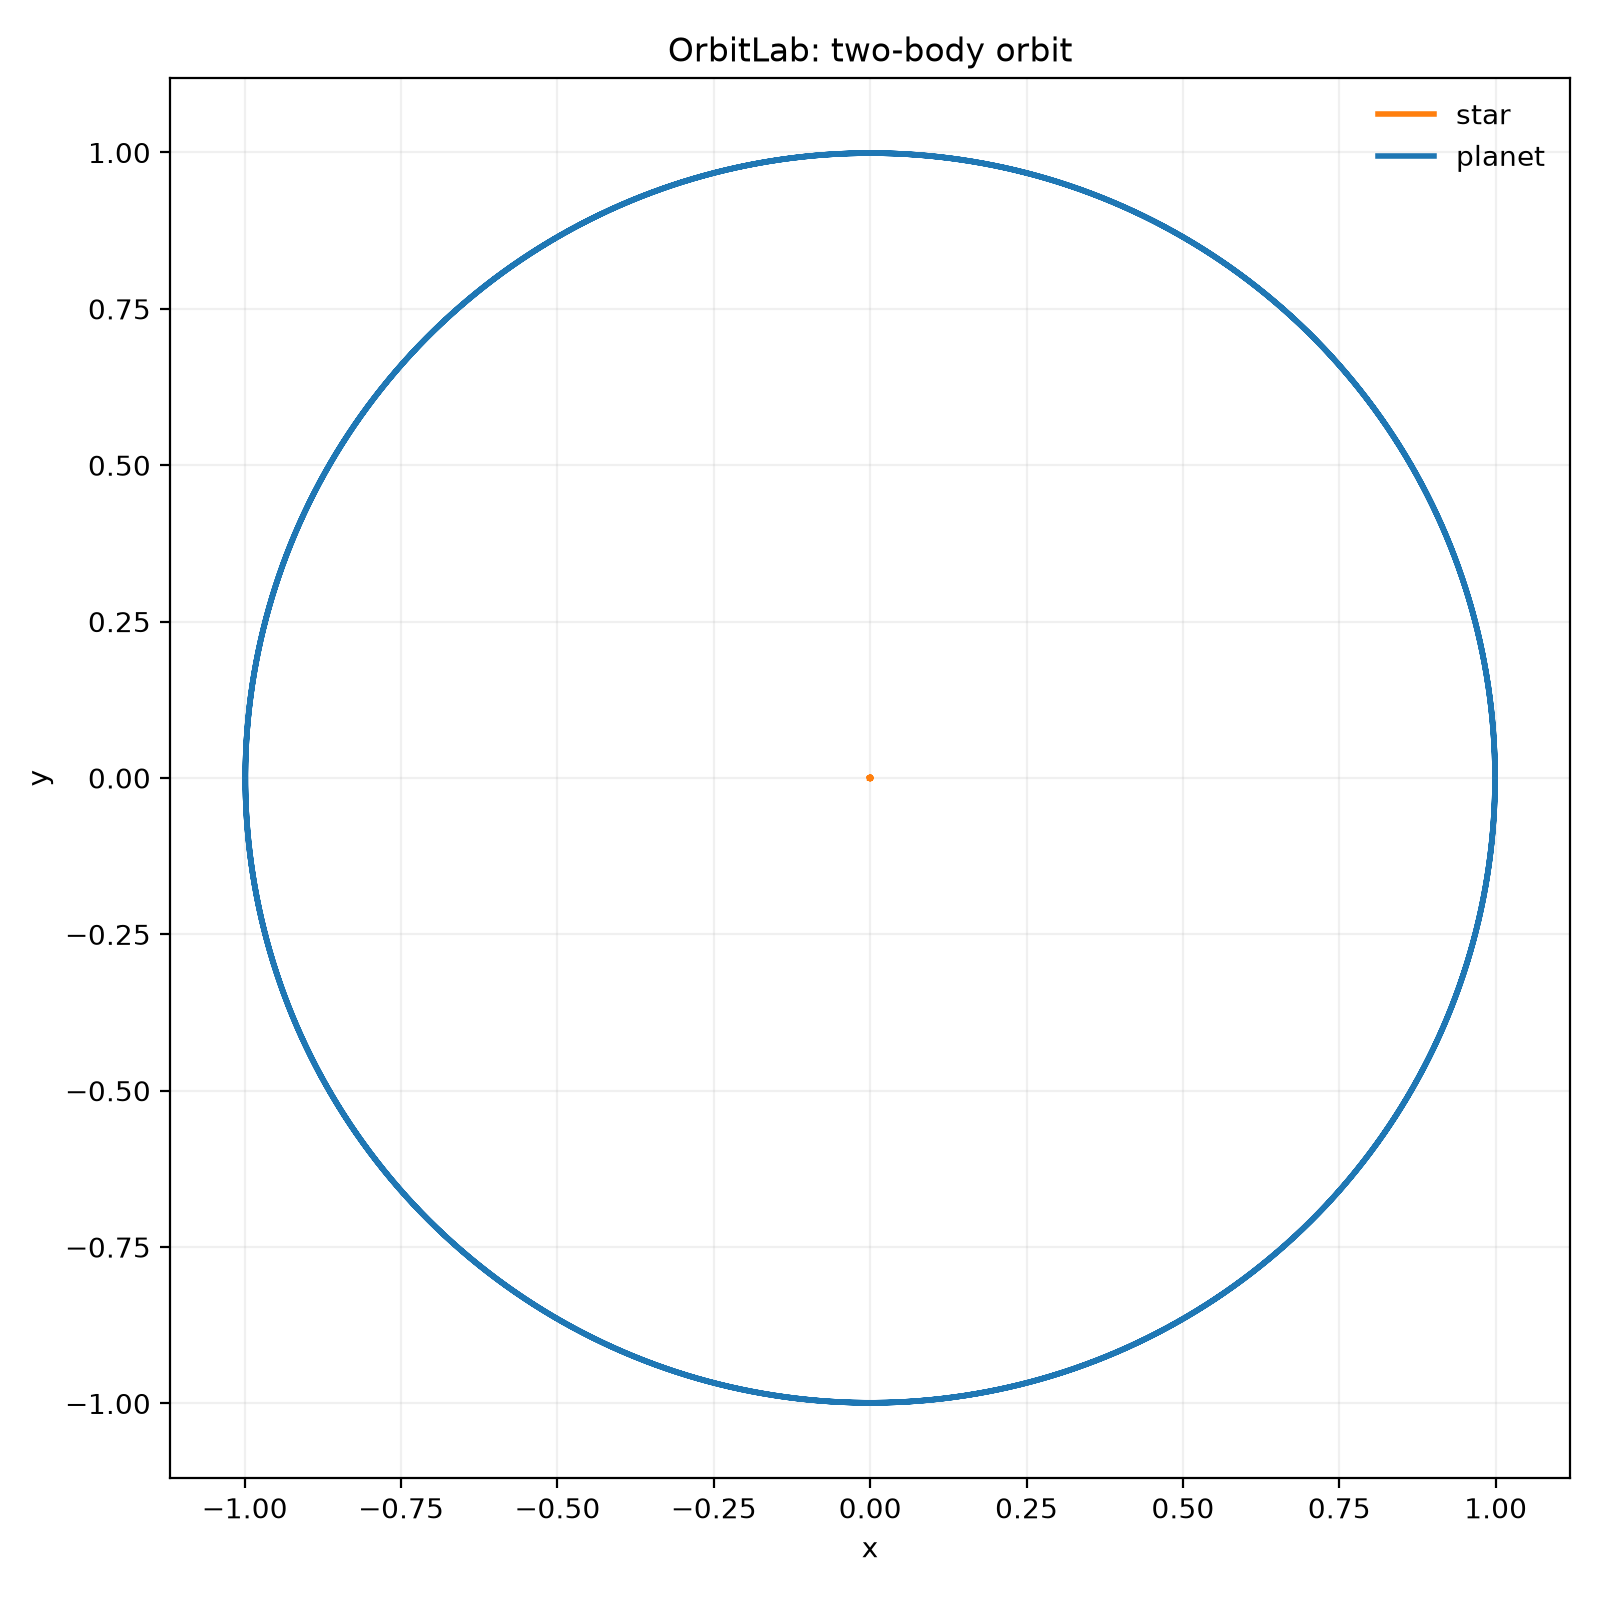 OrbitLab: two-body orbit
star
planet
1.00
0.75
0.50
0.25
0.00
−0.25
−0.50
−0.75
−1.00
y
−1.00 −0.75 −0.50 −0.25 0.00 0.25 0.50 0.75 1.00
x